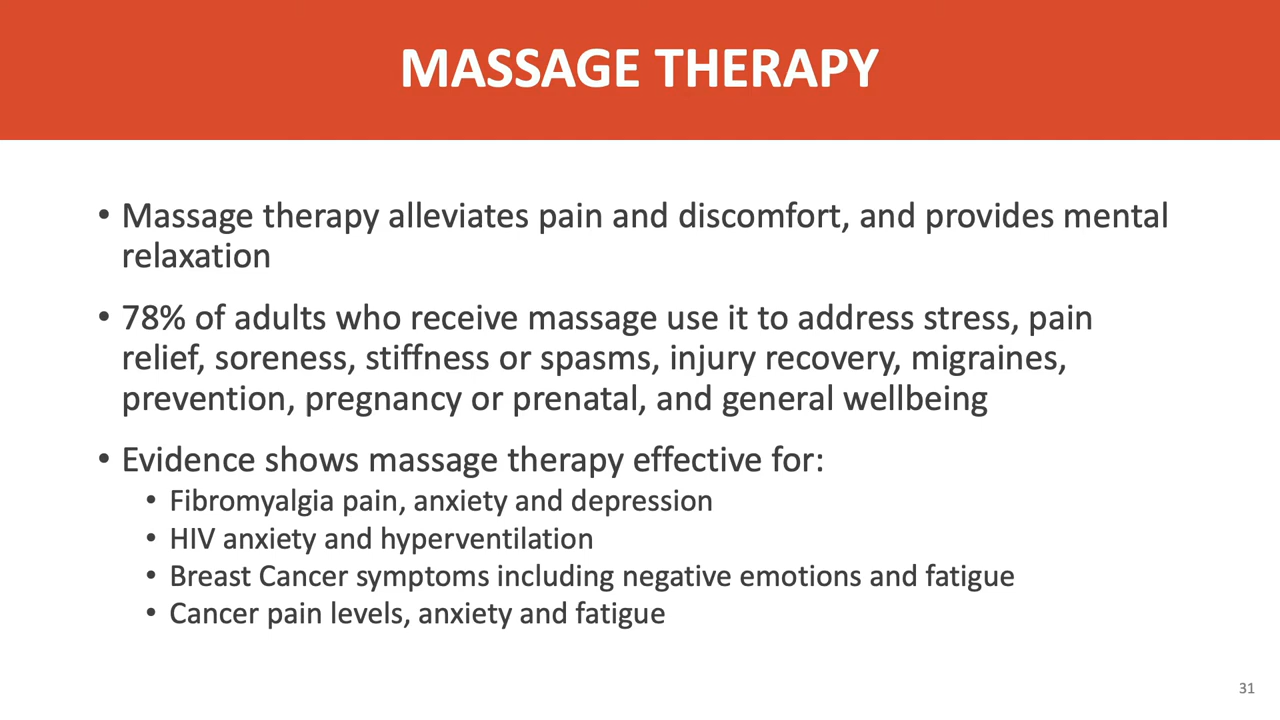 MASSAGE THERAPY
• Massage therapy alleviates pain and discomfort, and provides mental
relaxation
• 78% of adults who receive massage use it to address stress, pain
relief, soreness, stiffness or spasms, injury recovery, migraines,
prevention, pregnancy or prenatal, and general wellbeing
• Evidence shows massage therapy effective for:
• Fibromyalgia pain, anxiety and depression
• HIV anxiety and hyperventilation
• Breast Cancer symptoms including negative emotions and fatigue
• Cancer pain levels, anxiety and fatigue
31